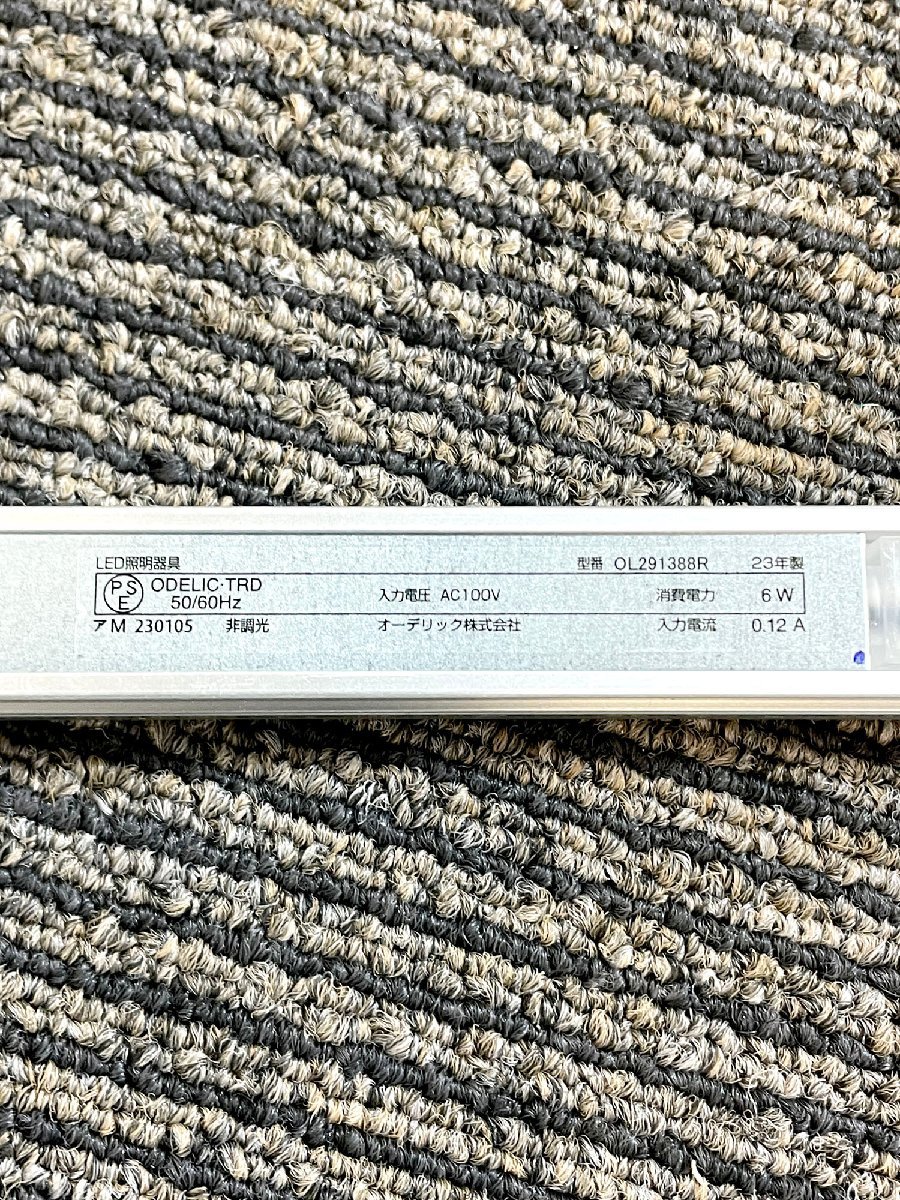 LED照明器具 型番 OL291388R 23年製
PSE ODELIC·TRD
50/60Hz 入力電圧 AC100V 消費電力 6W
アM 230105 非調光 オーデリック株式会社 入力電流 0.12 A